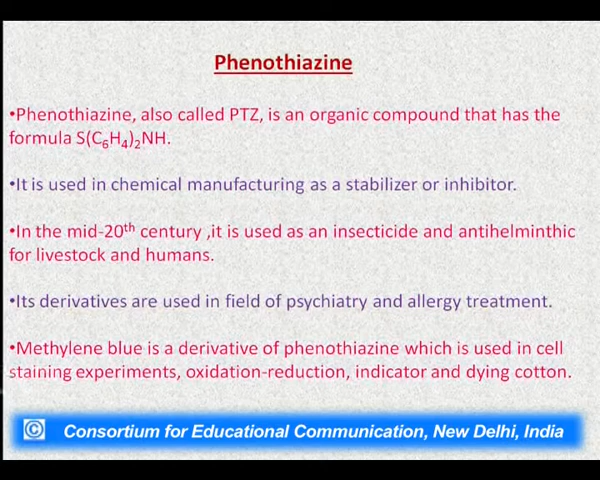 Phenothiazine
•Phenothiazine, also called PTZ, is an organic compound that has the
formula S(C₆H₄)₂NH.
•It is used in chemical manufacturing as a stabilizer or inhibitor.
•In the mid-20ᵗʰ century ,it is used as an insecticide and antihelminthic
for livestock and humans.
•Its derivatives are used in field of psychiatry and allergy treatment.
•Methylene blue is a derivative of phenothiazine which is used in cell
staining experiments, oxidation-reduction, indicator and dying cotton.
© Consortium for Educational Communication, New Delhi, India